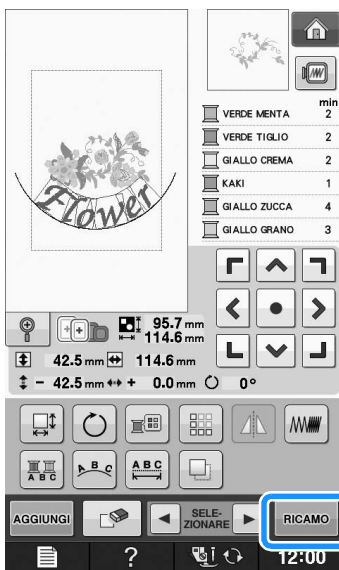 min
VERDE MENTA 2
VERDE TIGLIO 2
GIALLO CREMA 2
KAKI 1
GIALLO ZUCCA 4
GIALLO GRANO 3
Flower
95.7 mm
114.6 mm
42.5 mm 114.6 mm
- 42.5 mm + 0.0 mm 0°
A B C
A B C
A B C
AGGIUNGI
SELE-
ZIONARE
RICAMO
? 12:00